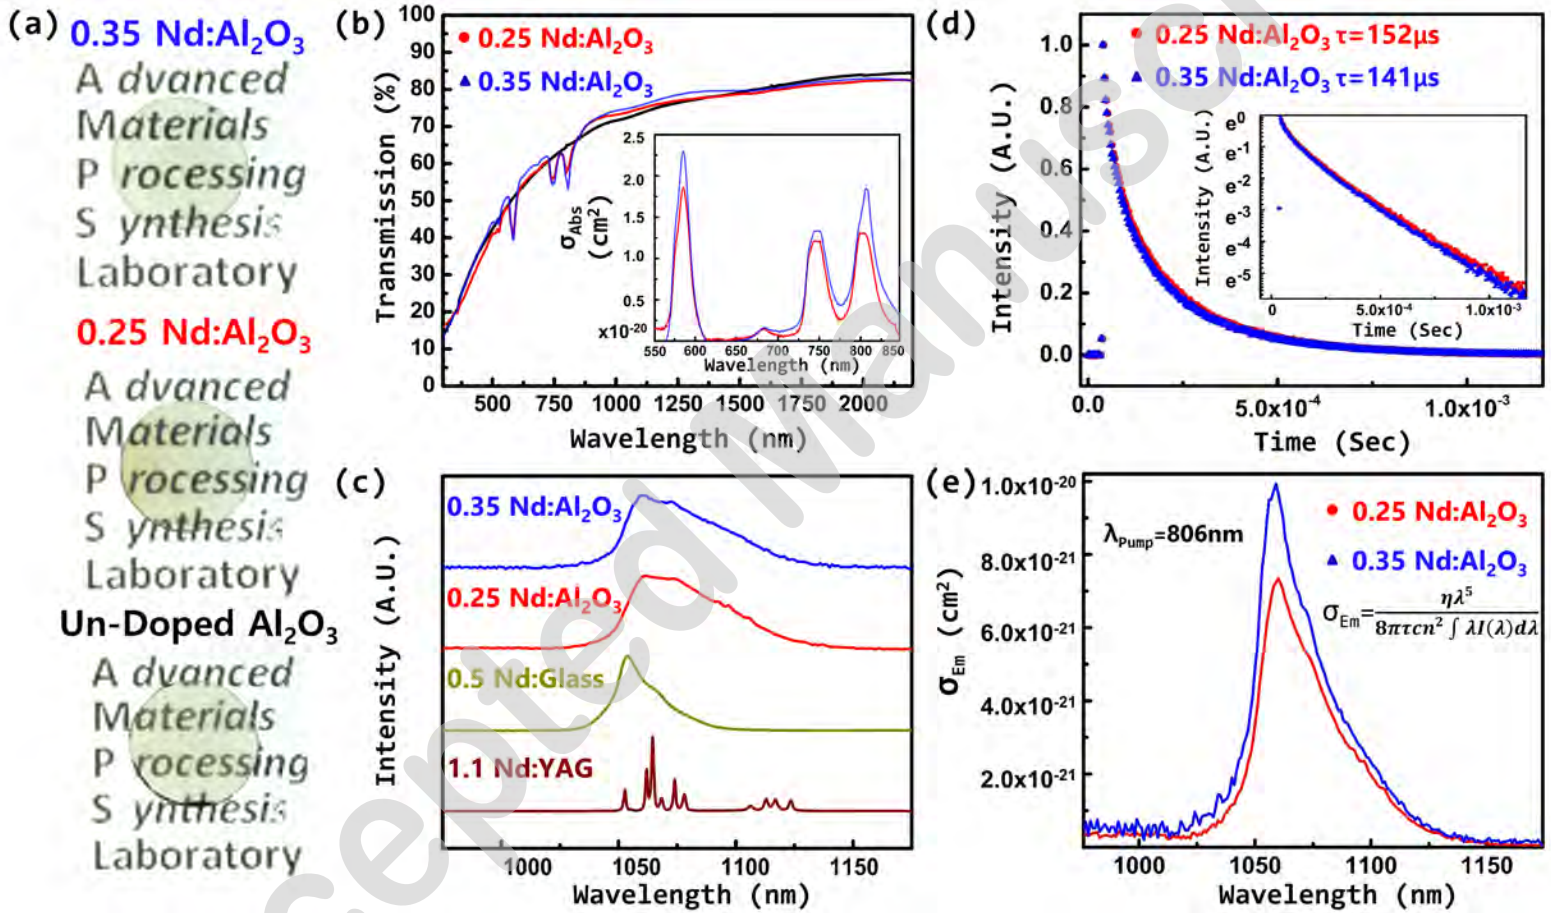 (a)
0.35 Nd:Al₂O₃
A dvanced
Materials
P rocessing
S ynthesis
Laboratory
0.25 Nd:Al₂O₃
A dvanced
Materials
P rocessing
S ynthesis
Laboratory
Un-Doped Al₂O₃
A dvanced
Materials
P rocessing
S ynthesis
Laboratory
(b)
0.25 Nd:Al₂O₃
0.35 Nd:Al₂O₃
Transmission (%)
100
90
80
70
60
50
40
30
20
10
0
500 750 1000 1250 1500 1750 2000
Wavelength (nm)
σAbs
(cm²)
2.5
2.0
1.5
1.0
0.5
x10⁻²⁰
550 600 650 700 750 800 850
Wavelength (nm)
(c)
0.35 Nd:Al₂O₃
0.25 Nd:Al₂O₃
0.5 Nd:Glass
1.1 Nd:YAG
Intensity (A.U.)
1000 1050 1100 1150
Wavelength (nm)
(d)
0.25 Nd:Al₂O₃ τ=152μs
0.35 Nd:Al₂O₃ τ=141μs
Intensity (A.U.)
1.0
0.8
0.6
0.4
0.2
0.0
0.0 5.0x10⁻⁴ 1.0x10⁻³
Time (Sec)
Intensity (A.U.)
e⁰
e⁻¹
e⁻²
e⁻³
e⁻⁴
e⁻⁵
0 5.0x10⁻⁴ 1.0x10⁻³
Time (Sec)
(e)
0.25 Nd:Al₂O₃
0.35 Nd:Al₂O₃
λPump=806nm
σEm=ηλ⁵/8πτcn² ∫ λI(λ)dλ
σEm (cm²)
1.0x10⁻²⁰
8.0x10⁻²¹
6.0x10⁻²¹
4.0x10⁻²¹
2.0x10⁻²¹
1000 1050 1100 1150
Wavelength (nm)
cepted Manusc